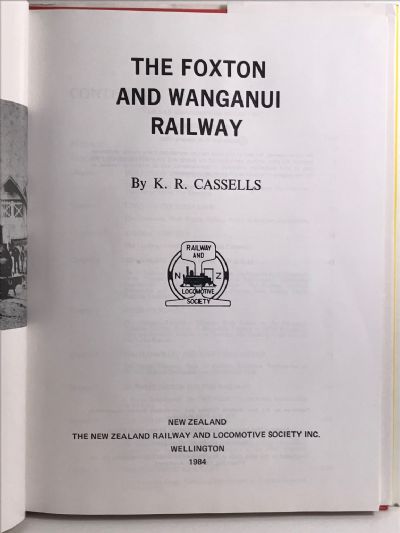 THE FOXTON
AND WANGANUI
RAILWAY
By K. R. CASSELLS
RAILWAY
AND
N Z
LOCOMOTIVE
SOCIETY
NEW ZEALAND
THE NEW ZEALAND RAILWAY AND LOCOMOTIVE SOCIETY INC.
WELLINGTON
1984